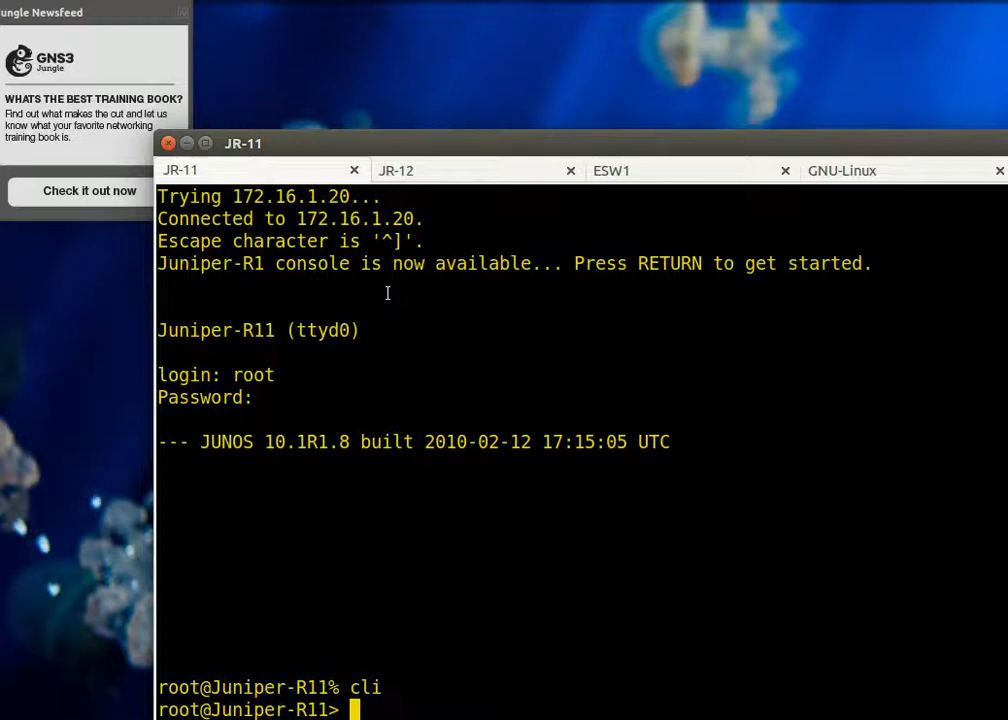 ungle Newsfeed
GNS3
Jungle
WHATS THE BEST TRAINING BOOK?
Find out what makes the cut and let us
know what your favorite networking
training book is.
Check it out now
JR-11
JR-11
JR-12
ESW1
GNU-Linux
Trying 172.16.1.20...
Connected to 172.16.1.20.
Escape character is '^]'.
Juniper-R1 console is now available... Press RETURN to get started.
Juniper-R11 (ttyd0)
login: root
Password:
--- JUNOS 10.1R1.8 built 2010-02-12 17:15:05 UTC
root@Juniper-R11% cli
root@Juniper-R11>